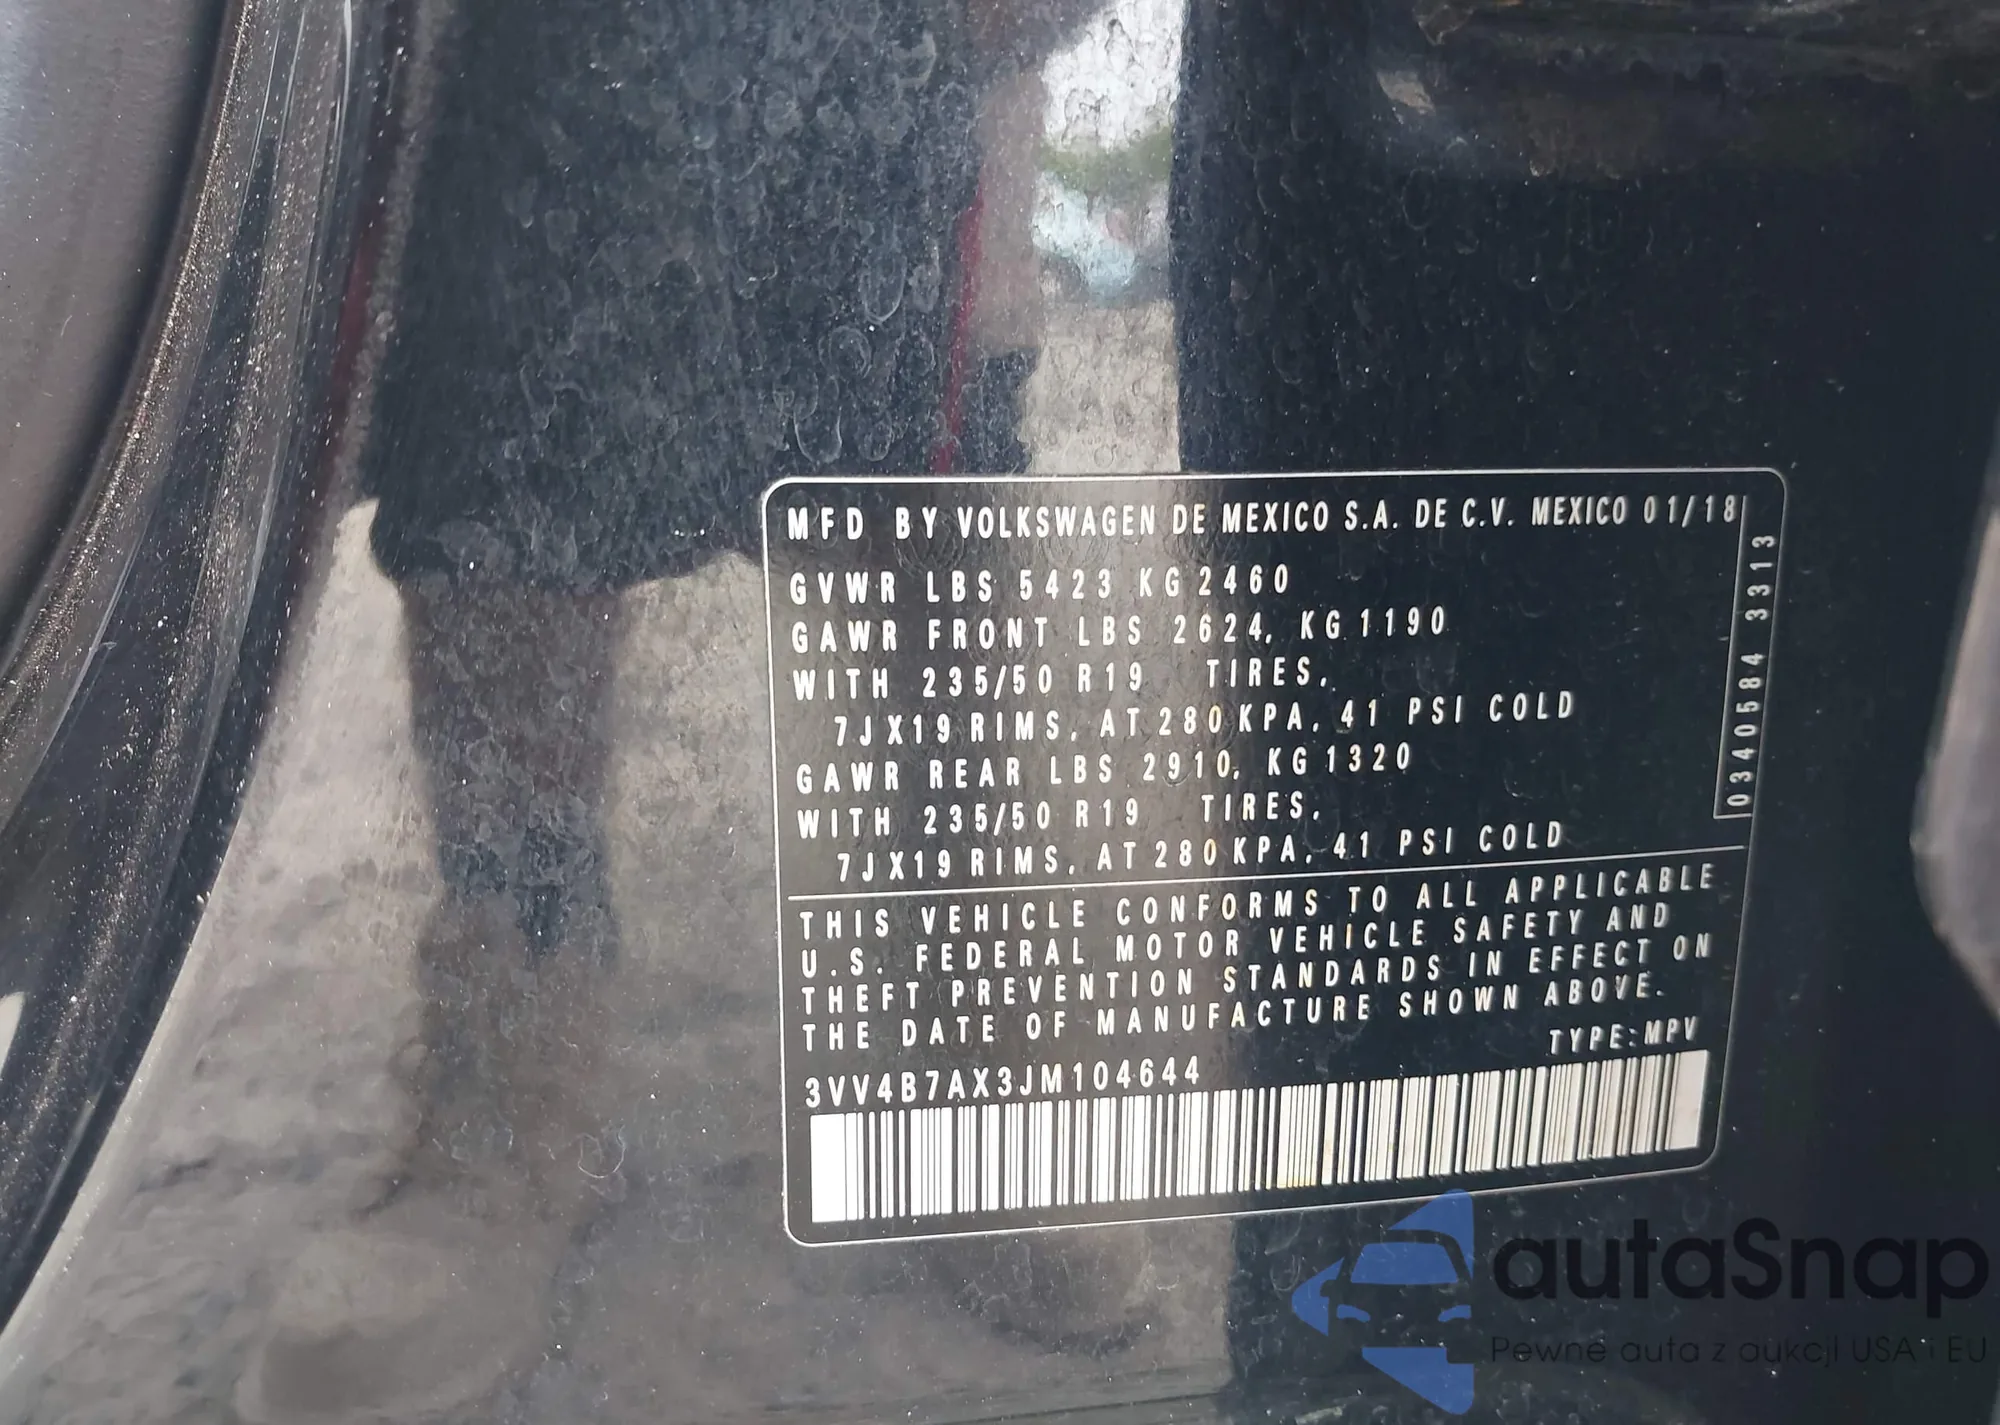 MFD BY VOLKSWAGEN DE MEXICO S.A. DE C.V. MEXICO 01/18
GVWR LBS 5423 KG 2460
GAWR FRONT LBS 2624, KG 1190
WITH 235/50 R19 TIRES,
7JX19 RIMS, AT 280 KPA, 41 PSI COLD
GAWR REAR LBS 2910, KG 1320
WITH 235/50 R19 TIRES,
7JX19 RIMS, AT 280 KPA, 41 PSI COLD
0340584 3313
THIS VEHICLE CONFORMS TO ALL APPLICABLE
U.S. FEDERAL MOTOR VEHICLE SAFETY AND
THEFT PREVENTION STANDARDS IN EFFECT ON
THE DATE OF MANUFACTURE SHOWN ABOVE.
TYPE:MPV
3VV4B7AX3JM104644
autaSnap
Pewne auta z aukcji USA i EU